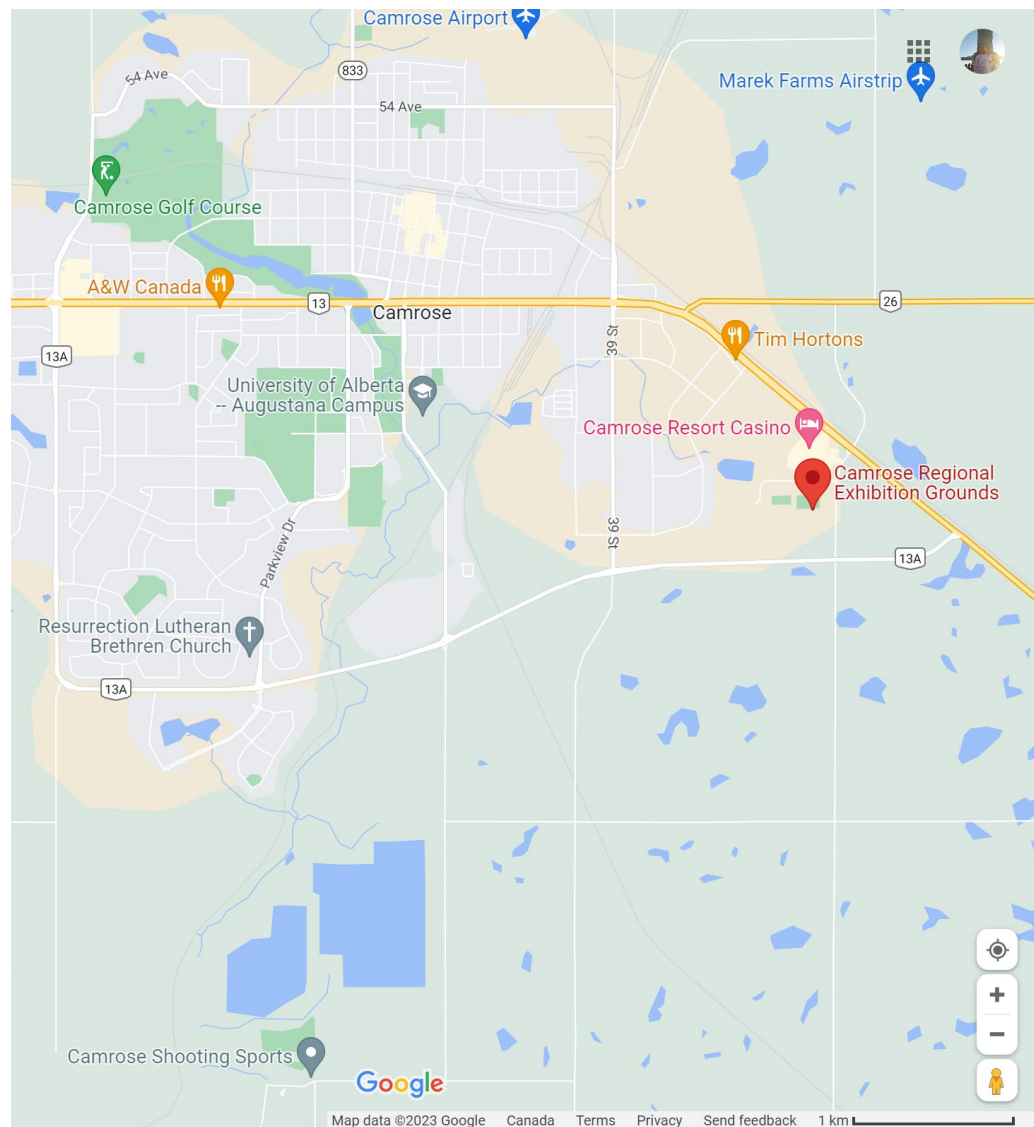 Camrose Airport
54 Ave
833
Marek Farms Airstrip
54 Ave
Camrose Golf Course
A&W Canada
13
26
Camrose
39 St
Tim Hortons
13A
University of Alberta
-- Augustana Campus
Camrose Resort Casino
Camrose Regional
Exhibition Grounds
39 St
Parkview Dr
13A
Resurrection Lutheran
Brethren Church
13A
Camrose Shooting Sports
Google
Map data ©2023 Google Canada Terms Privacy Send feedback 1 km